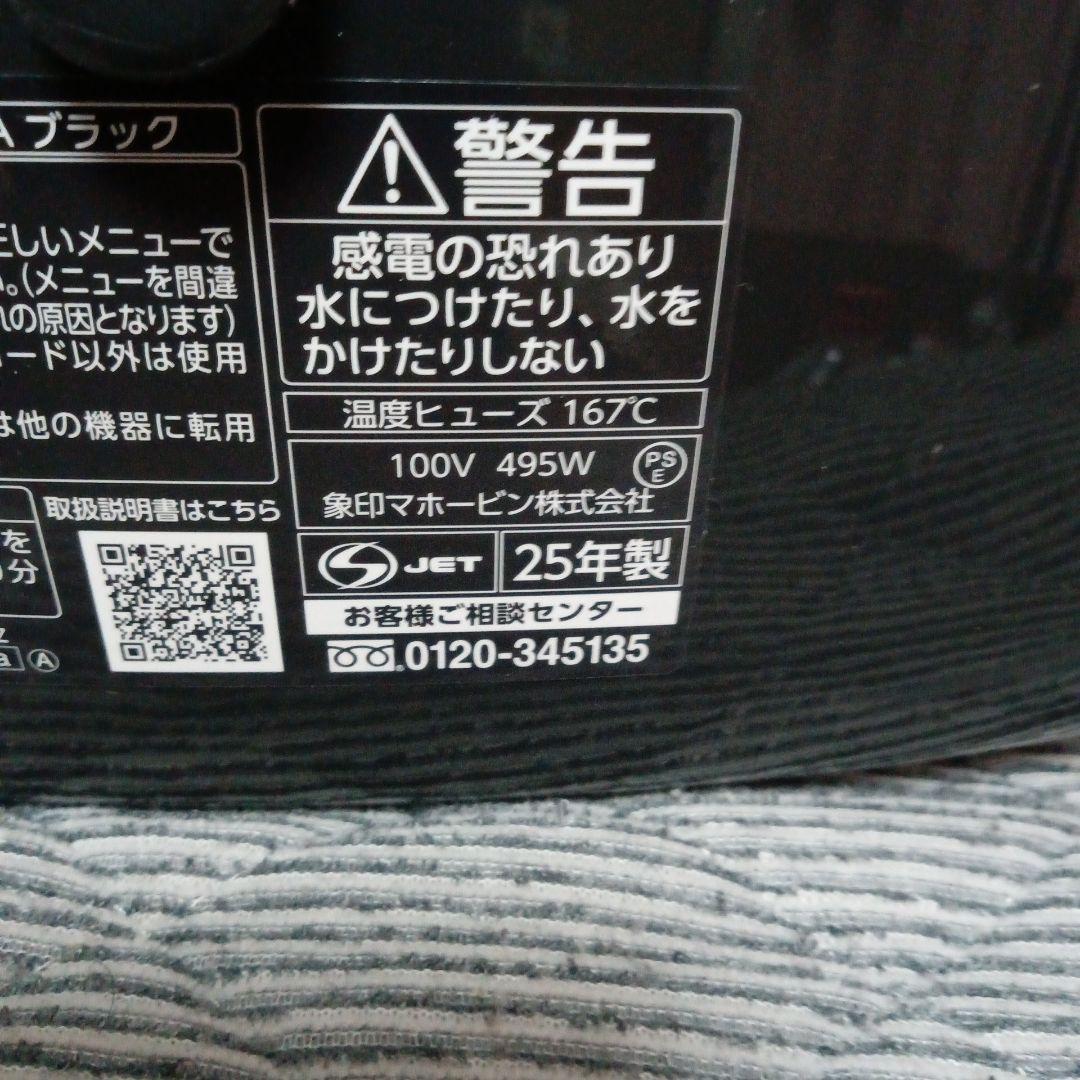 A ブラック
正しいメニューで
い。(メニューを間違
れの原因となります)
コード以外は使用
は他の機器に転用
を
分
取扱説明書はこちら
a A
警告
感電の恐れあり
水につけたり、水を
かけたりしない
温度ヒューズ 167℃
100V 495W
PS
E
象印マホービン株式会社
JET
25年製
お客様ご相談センター
0120-345135